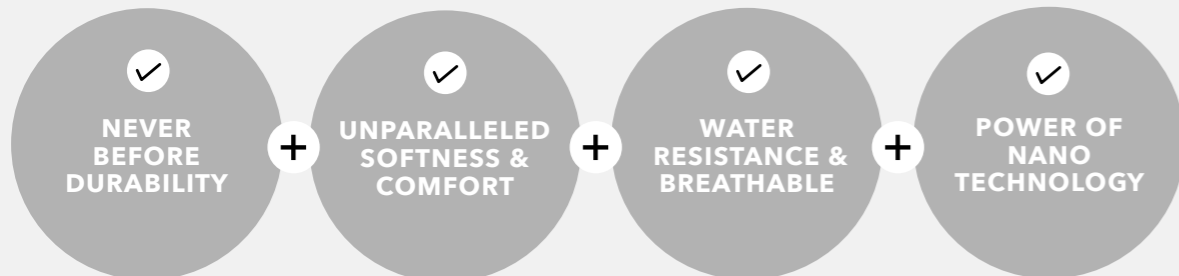 NEVER
BEFORE
DURABILITY
+
UNPARALLELED
SOFTNESS &
COMFORT
+
WATER
RESISTANCE &
BREATHABLE
+
POWER OF
NANO
TECHNOLOGY